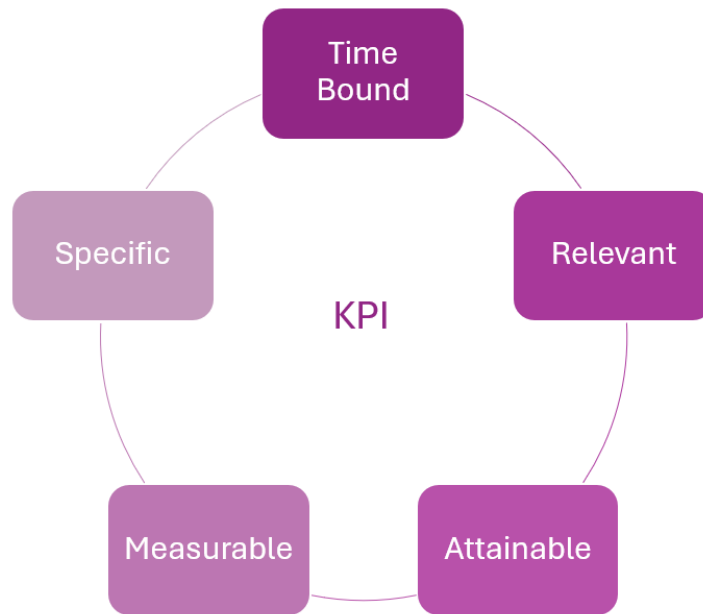 Time
Bound
Specific
Relevant
KPI
Measurable
Attainable